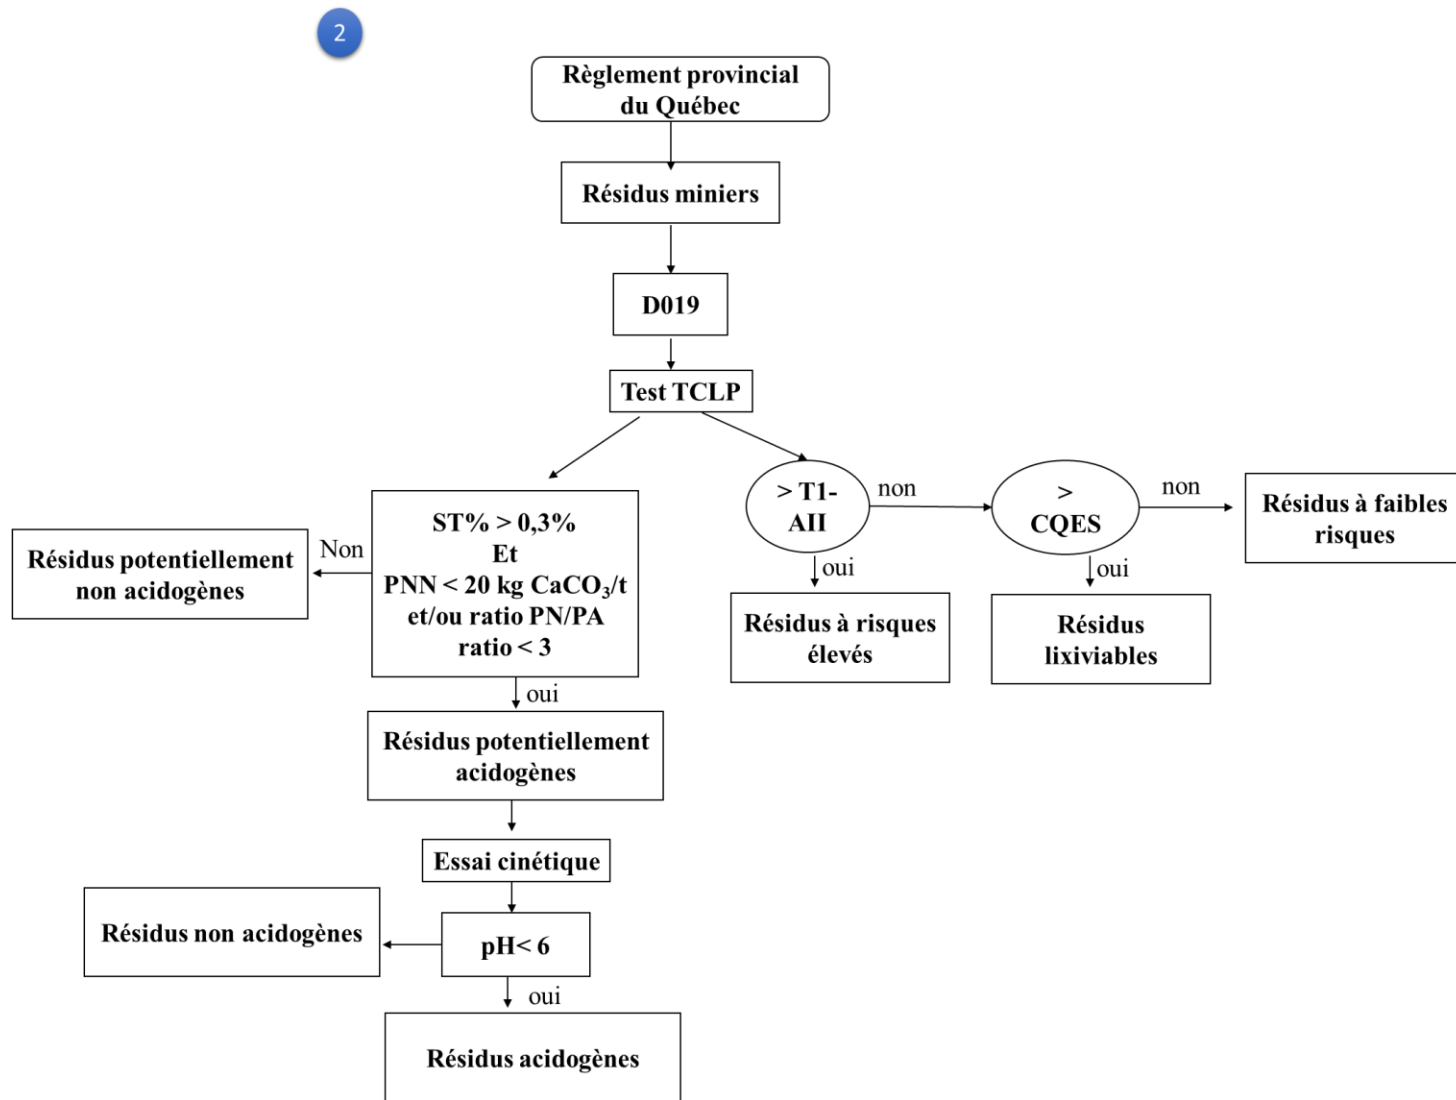 2
Règlement provincial
du Québec
Résidus miniers
D019
Test TCLP
> T1-
AII
non
>
CQES
non
Résidus à faibles
risques
oui
oui
Résidus à risques
élevés
Résidus
lixiviables
ST% > 0,3%
Et
PNN < 20 kg CaCO₃/t
et/ou ratio PN/PA
ratio < 3
Non
Résidus potentiellement
non acidogènes
oui
Résidus potentiellement
acidogènes
Essai cinétique
pH< 6
Résidus non acidogènes
oui
Résidus acidogènes